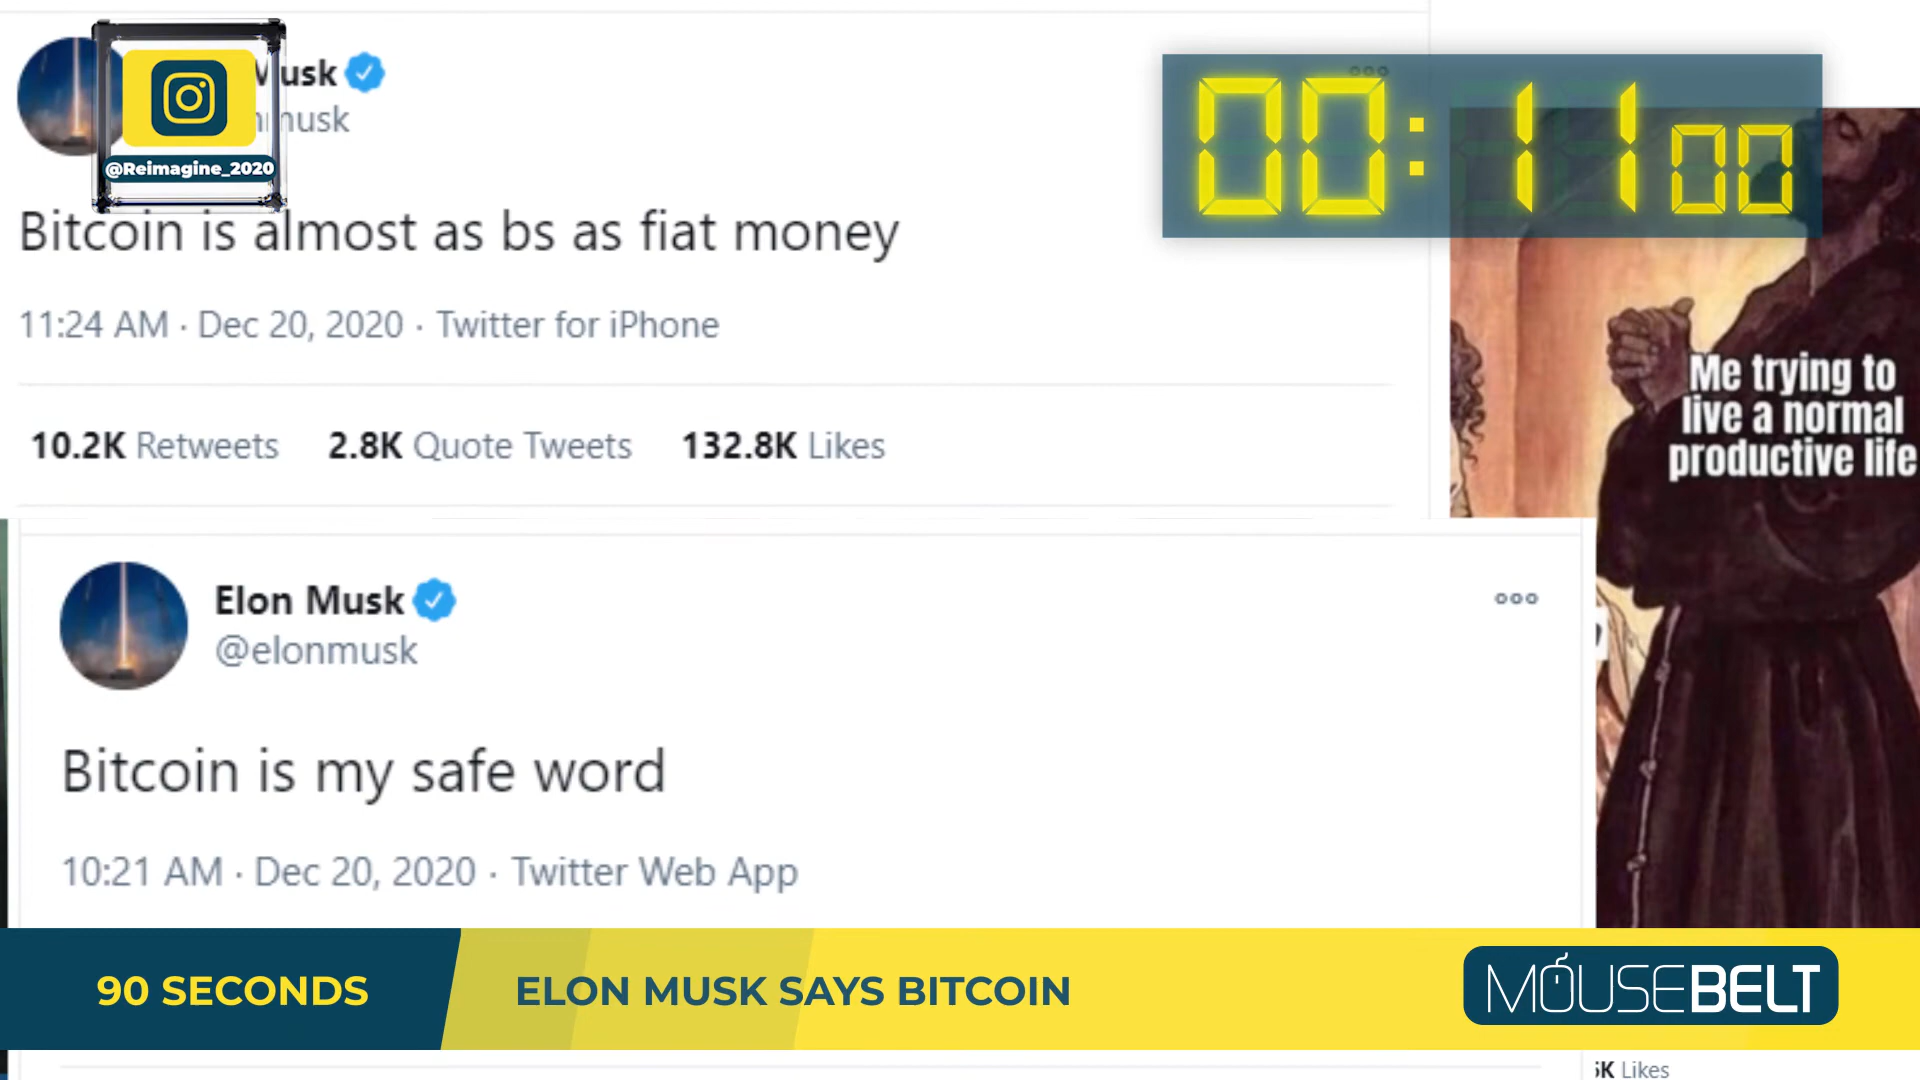 Musk
musk
@Reimagine_2020
00:11 00
Bitcoin is almost as bs as fiat money
11:24 AM · Dec 20, 2020 · Twitter for iPhone
10.2K Retweets 2.8K Quote Tweets 132.8K Likes
Me trying to
live a normal
productive life
Elon Musk
@elonmusk
Bitcoin is my safe word
10:21 AM · Dec 20, 2020 · Twitter Web App
90 SECONDS
ELON MUSK SAYS BITCOIN
MOUSEBELT
K Likes